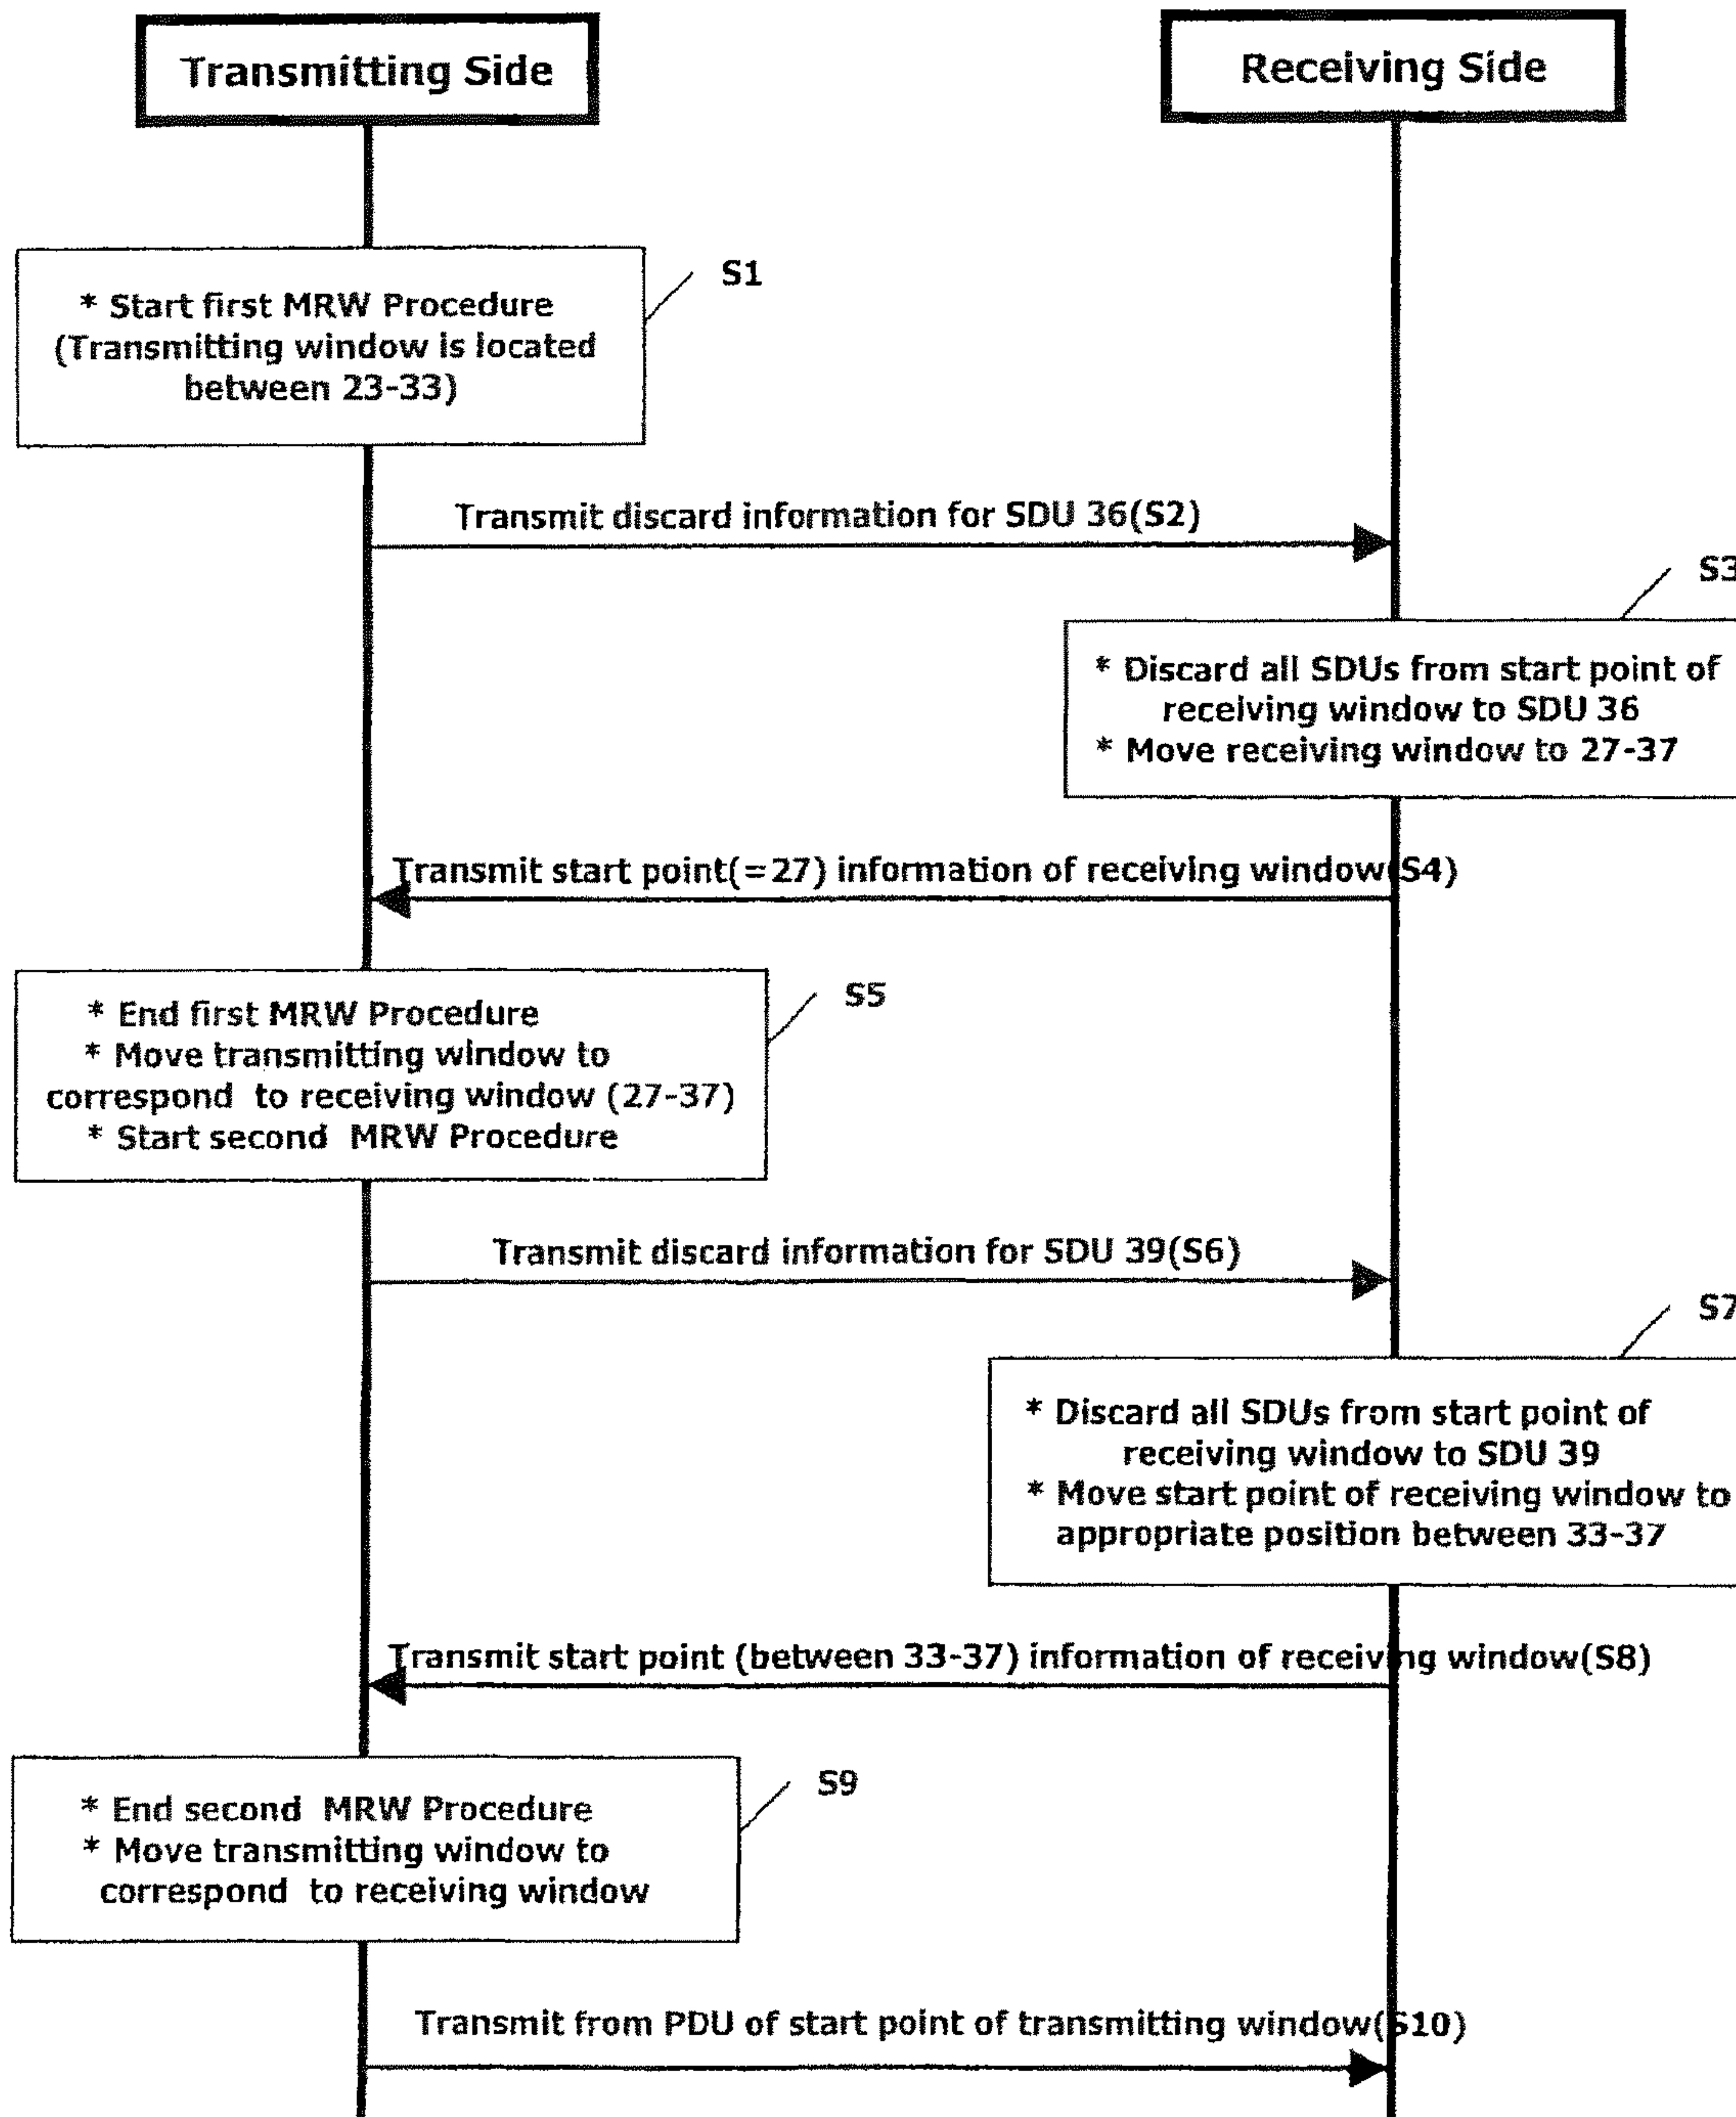 Transmitting Side
Receiving Side
* Start first MRW Procedure
(Transmitting window is located
between 23-33)
S1
Transmit discard information for SDU 36(S2)
S3
* Discard all SDUs from start point of
receiving window to SDU 36
* Move receiving window to 27-37
Transmit start point(=27) information of receiving window(S4)
* End first MRW Procedure
* Move transmitting window to
correspond to receiving window (27-37)
* Start second MRW Procedure
S5
Transmit discard information for SDU 39(S6)
S7
* Discard all SDUs from start point of
receiving window to SDU 39
* Move start point of receiving window to
appropriate position between 33-37
Transmit start point (between 33-37) information of receiving window(S8)
* End second MRW Procedure
* Move transmitting window to
correspond to receiving window
S9
Transmit from PDU of start point of transmitting window(S10)